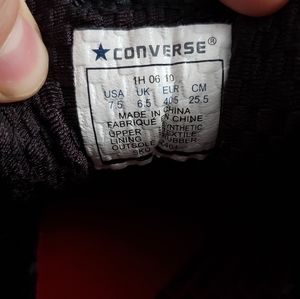 CONVERSE®
1H 06 10
USA UK EUR CM
7.5 6.5 40.5 25.5
MADE IN CHINA
FABRIQUE EN CHINE
UPPER SYNTHETIC
LINING TEXTILE
OUTSOLE RUBBER
SKU